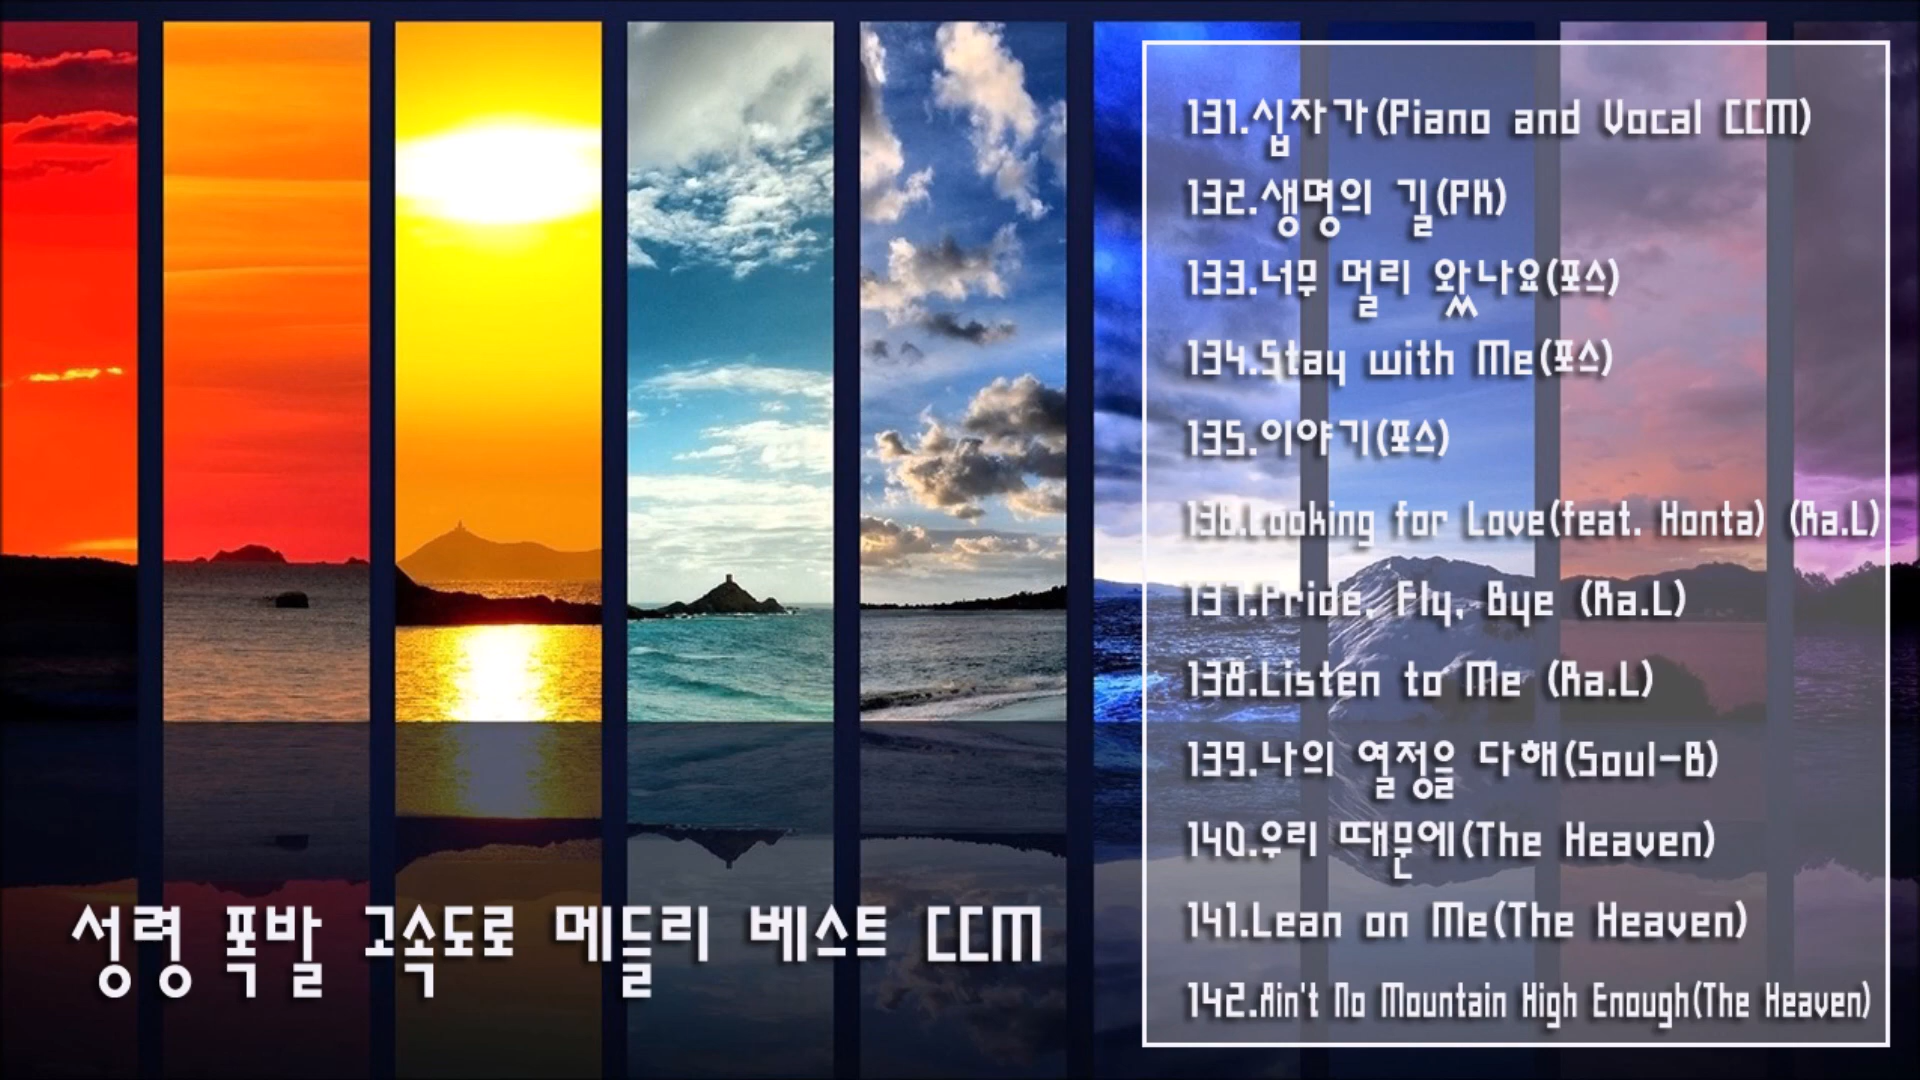 131.십자가(Piano and Vocal CCM)
132.생명의 길(PK)
133.너무 멀리 왔나요(포스)
134.Stay with Me(포스)
135.이야기(포스)
136.Looking for Love(feat. Honta) (Ra.L)
137.Pride, Fly, Bye (Ra.L)
138.Listen to Me (Ra.L)
139.나의 열정을 다해(Soul-B)
140.우리 때문에(The Heaven)
141.Lean on Me(The Heaven)
142.Ain't No Mountain High Enough(The Heaven)
성령 폭발 고속도로 메들리 베스트 CCM